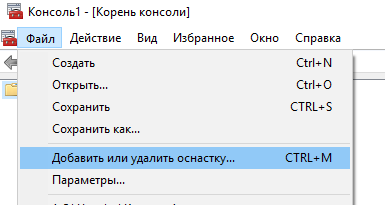 Консоль1 - [Корень консоли]
Файл Действие Вид Избранное Окно Справка
Создать Ctrl+N
Открыть... Ctrl+O
Сохранить CTRL+S
Сохранить как...
Добавить или удалить оснастку... CTRL+M
Параметры...